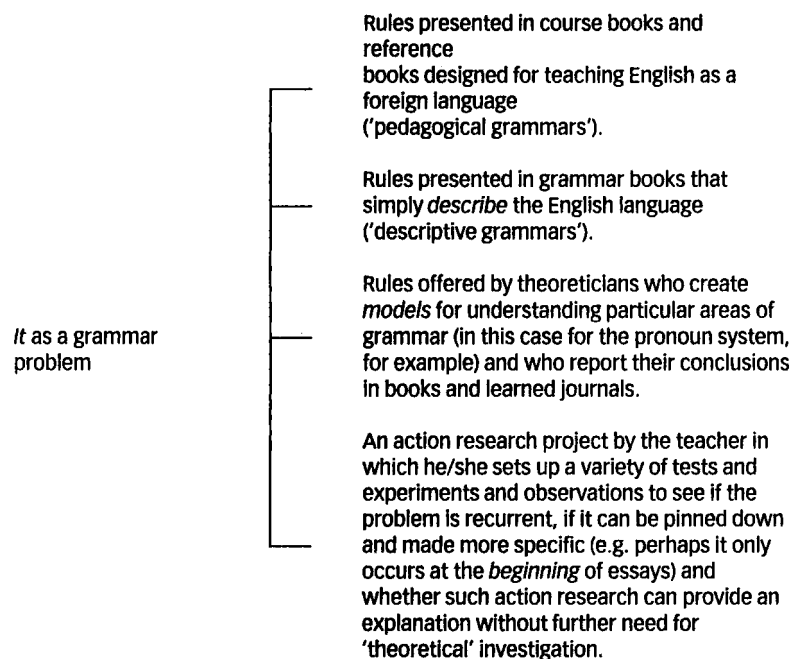 Rules presented in course books and
reference
books designed for teaching English as a
foreign language
('pedagogical grammars').
Rules presented in grammar books that
simply describe the English language
('descriptive grammars').
Rules offered by theoreticians who create
models for understanding particular areas of
grammar (in this case for the pronoun system,
for example) and who report their conclusions
in books and learned journals.
It as a grammar
problem
An action research project by the teacher in
which he/she sets up a variety of tests and
experiments and observations to see if the
problem is recurrent, if it can be pinned down
and made more specific (e.g. perhaps it only
occurs at the beginning of essays) and
whether such action research can provide an
explanation without further need for
'theoretical' investigation.